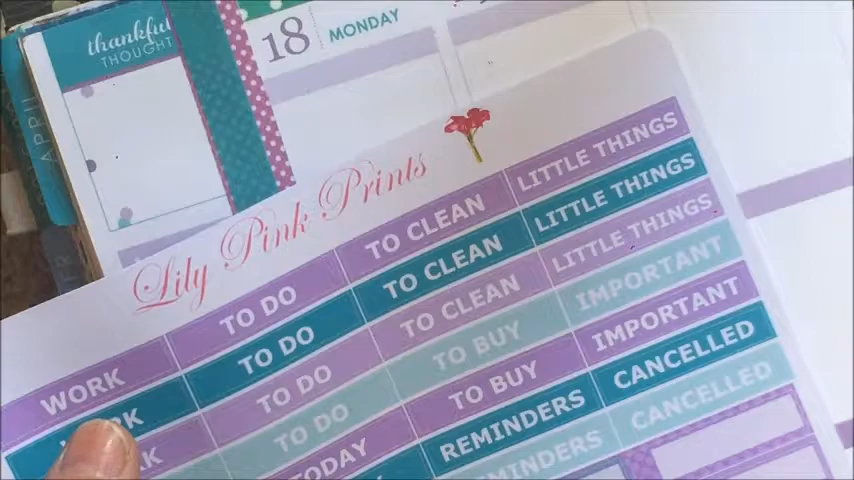 thankful
THOUGHT
18 MONDAY
APRIL
Lily Pink Prints
WORK TO DO TO CLEAN LITTLE THINGS
TO DO TO CLEAN LITTLE THINGS
TO DO TO CLEAN LITTLE THINGS
TO DO TO BUY IMPORTANT
TODAY TO BUY IMPORTANT
REMINDERS CANCELLED
REMINDERS CANCELLED